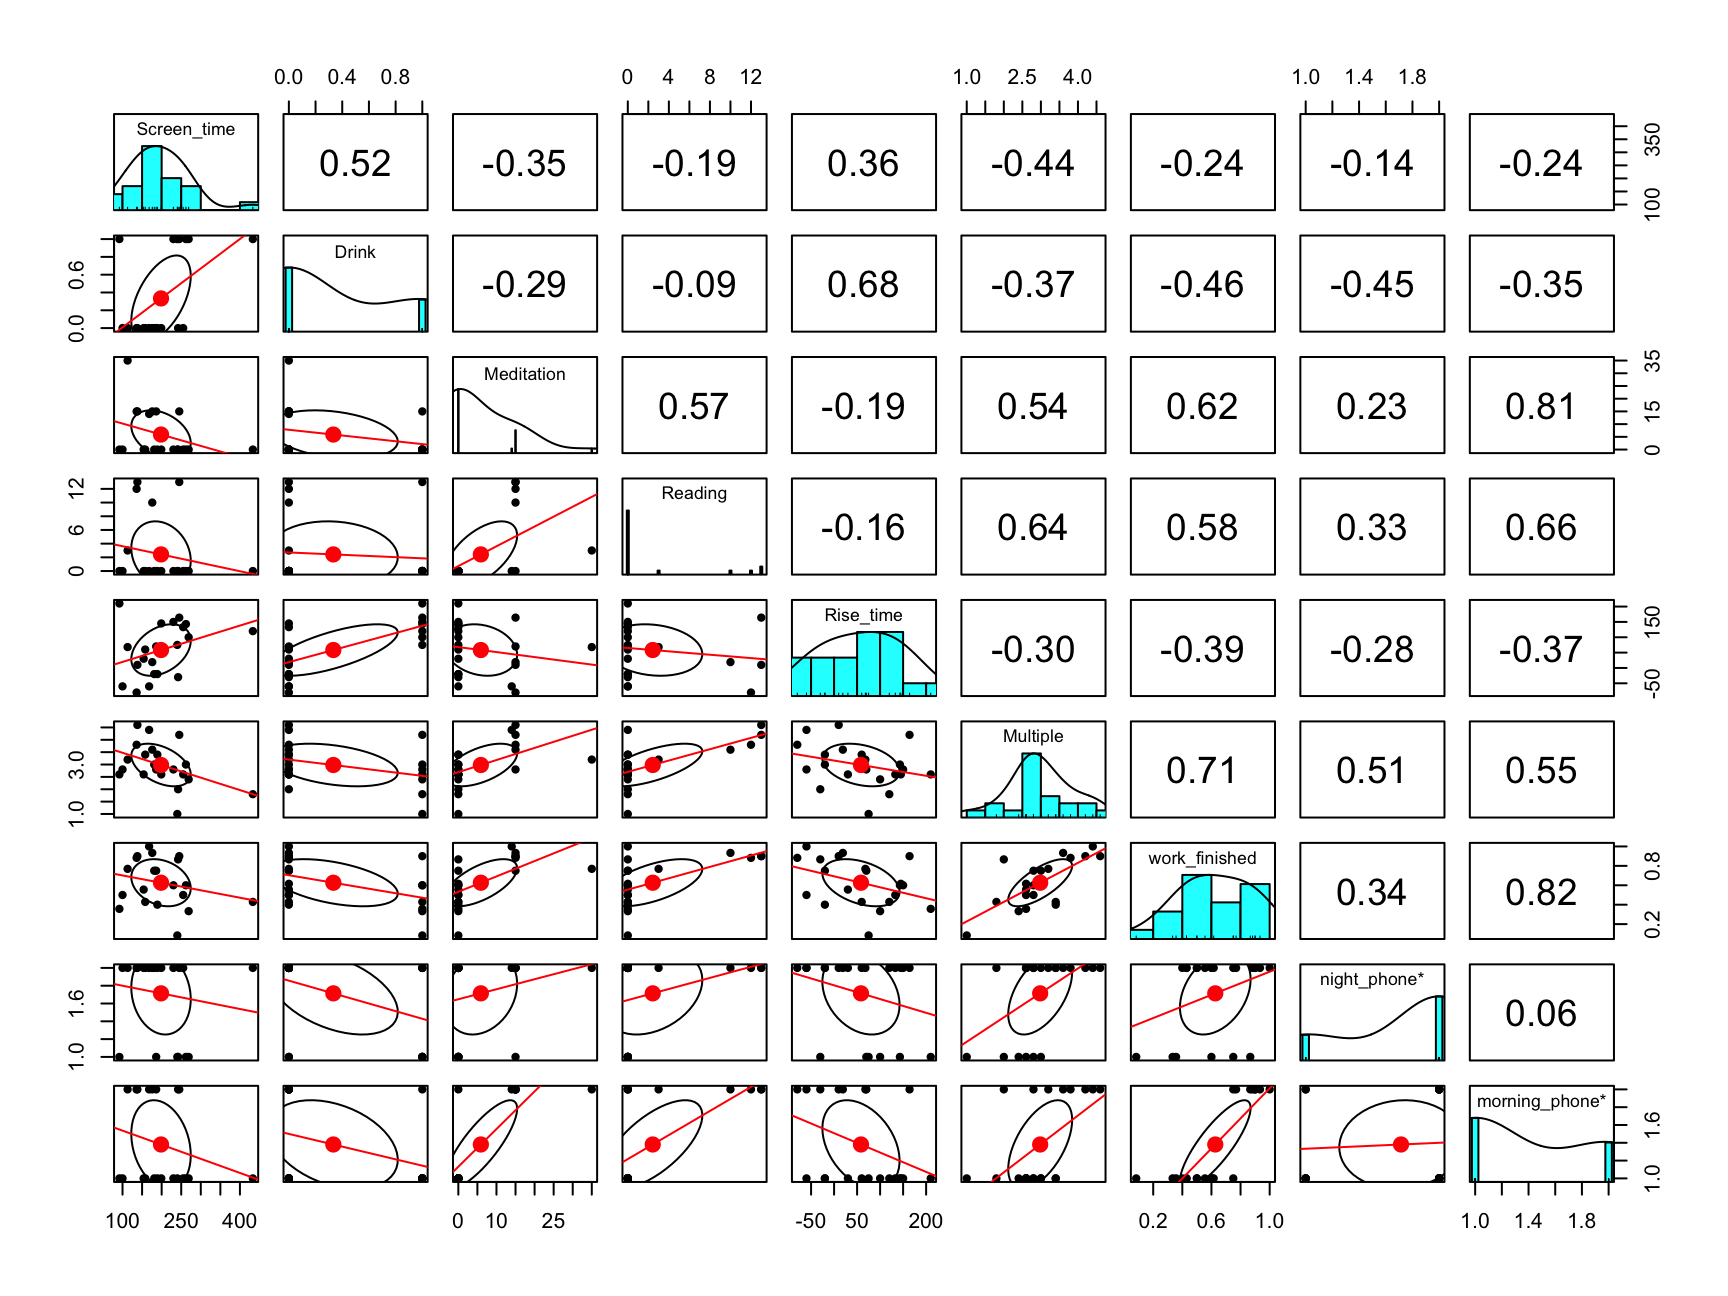 0.0 0.4 0.8 0 4 8 12 1.0 2.5 4.0 1.0 1.4 1.8
Screen_time 0.52 -0.35 -0.19 0.36 -0.44 -0.24 -0.14 -0.24 100 350
0.0 0.6 Drink -0.29 -0.09 0.68 -0.37 -0.46 -0.45 -0.35
Meditation 0.57 -0.19 0.54 0.62 0.23 0.81 0 15 35
0 6 12 Reading -0.16 0.64 0.58 0.33 0.66
Rise_time -0.30 -0.39 -0.28 -0.37 -50 150
1.0 3.0 Multiple 0.71 0.51 0.55
work_finished 0.34 0.82 0.2 0.8
1.0 1.6 night_phone* 0.06
morning_phone* 1.0 1.6
100 250 400 0 10 25 -50 50 200 0.2 0.6 1.0 1.0 1.4 1.8